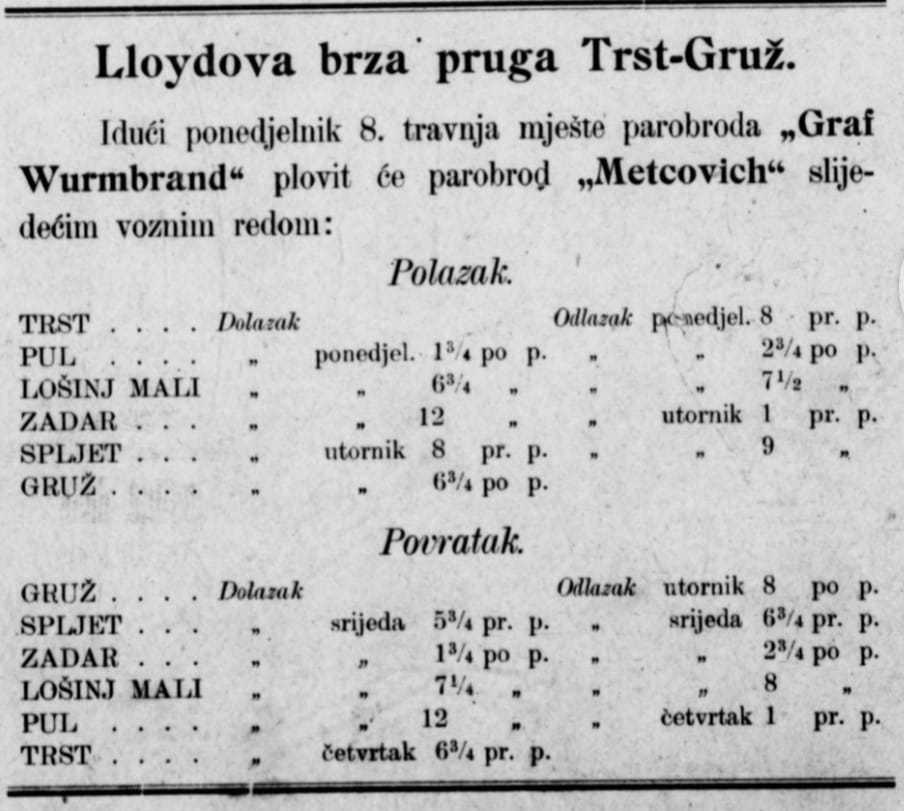 Lloydova brza pruga Trst-Gruž.
Idući ponedjelnik 8. travnja mješte parobroda „Graf
Wurmbrand“ plovit će parobrod „Metcovich“ slije-
dećim voznim redom:
Polazak.
TRST . . . . Dolazak Odlazak ponedjel. 8 pr. p.
PUL . . . . „ ponedjel. 1³/₄ po p. „ „ 2³/₄ po p.
LOŠINJ MALI „ „ 6³/₄ „ „ „ 7¹/₂ „
ZADAR . . . „ „ 12 „ „ utornik 1 pr. p.
SPLJET . . . „ utornik 8 pr. p. „ „ 9 „
GRUŽ . . . . „ „ 6³/₄ po p.
Povratak.
GRUŽ . . . . Dolazak Odlazak utornik 8 po p.
SPLJET . . . „ srijeda 5³/₄ pr. p. „ srijeda 6³/₄ pr. p.
ZADAR . . . „ „ 1³/₄ po p. „ „ 2³/₄ po p.
LOŠINJ MALI „ „ 7¹/₄ „ „ „ 8 „
PUL . . . . „ „ 12 „ „ četvrtak 1 pr. p.
TRST . . . . „ četvrtak 6³/₄ pr. p.